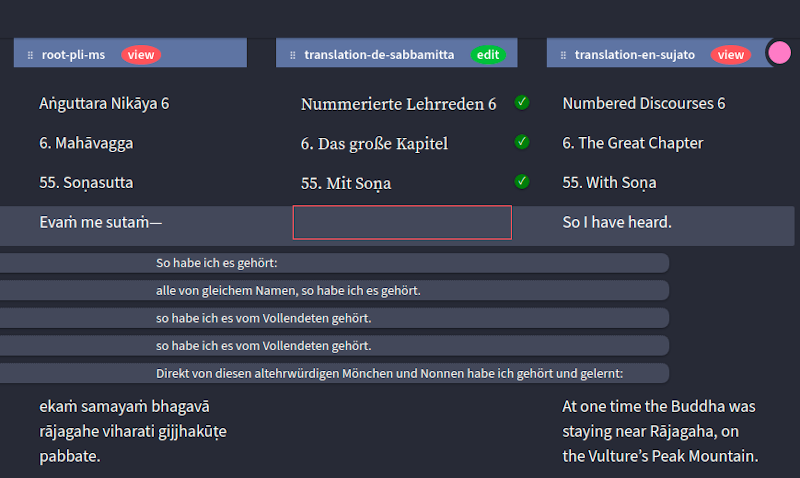 root-pli-ms view translation-de-sabbamitta edit translation-en-sujato view
Aṅguttara Nikāya 6 Nummerierte Lehrreden 6 ✓ Numbered Discourses 6
6. Mahāvagga 6. Das große Kapitel ✓ 6. The Great Chapter
55. Soṇasutta 55. Mit Soṇa ✓ 55. With Soṇa
Evaṁ me sutaṁ— So I have heard.
So habe ich es gehört:
alle von gleichem Namen, so habe ich es gehört.
so habe ich es vom Vollendeten gehört.
so habe ich es vom Vollendeten gehört.
Direkt von diesen altehrwürdigen Mönchen und Nonnen habe ich gehört und gelernt:
ekaṁ samayaṁ bhagavā
rājagahe viharati gijjhakūṭe
pabbate.
At one time the Buddha was
staying near Rājagaha, on
the Vulture’s Peak Mountain.